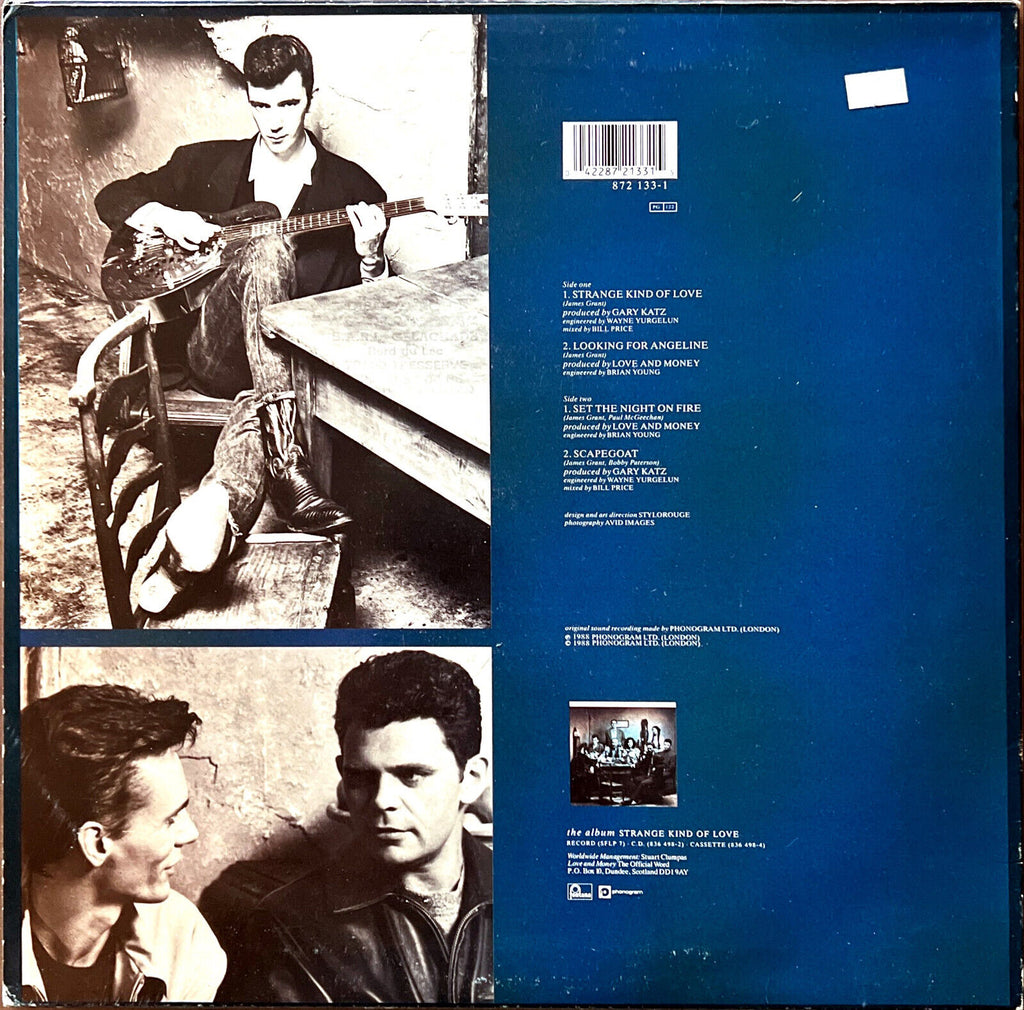 0 42287 21331 5
872 133-1
PG 122
Side one
1. STRANGE KIND OF LOVE
(James Grant)
produced by GARY KATZ
engineered by WAYNE YURGELUN
mixed by BILL PRICE
2. LOOKING FOR ANGELINE
(James Grant)
produced by LOVE AND MONEY
engineered by BRIAN YOUNG
Side two
1. SET THE NIGHT ON FIRE
(James Grant, Paul McGeechan)
produced by LOVE AND MONEY
engineered by BRIAN YOUNG
2. SCAPEGOAT
(James Grant, Bobby Paterson)
produced by GARY KATZ
engineered by WAYNE YURGELUN
mixed by BILL PRICE
design and art direction STYLOROUGE
photography AVID IMAGES
original sound recording made by PHONOGRAM LTD. (LONDON)
℗ 1988 PHONOGRAM LTD. (LONDON)
© 1988 PHONOGRAM LTD. (LONDON).
the album STRANGE KIND OF LOVE
RECORD (SFLP 7) · C.D. (836 498-2) · CASSETTE (836 498-4)
Worldwide Management: Stuart Clumpas
Love and Money The Official Word
P.O. Box 10, Dundee, Scotland DD1 9AY
fontana phonogram